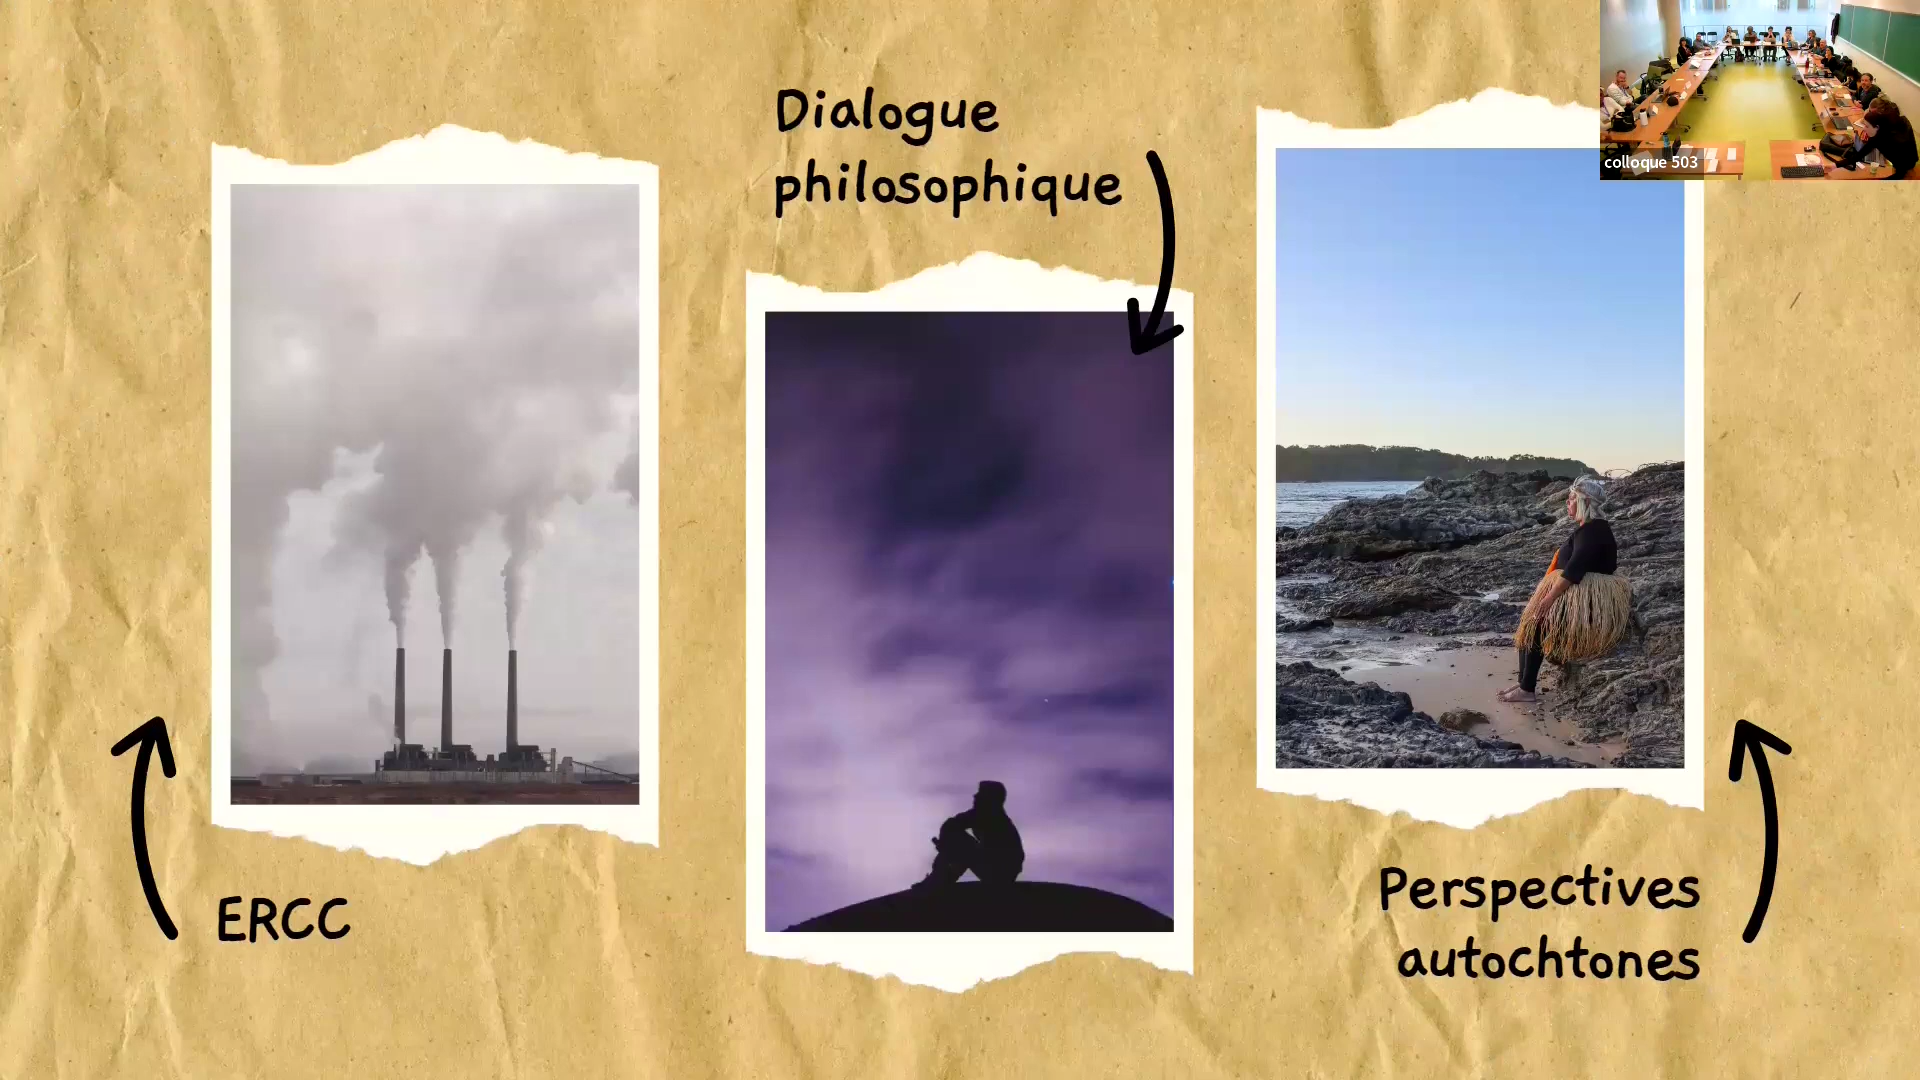 Dialogue
philosophique
colloque 503
ERCC
Perspectives
autochtones